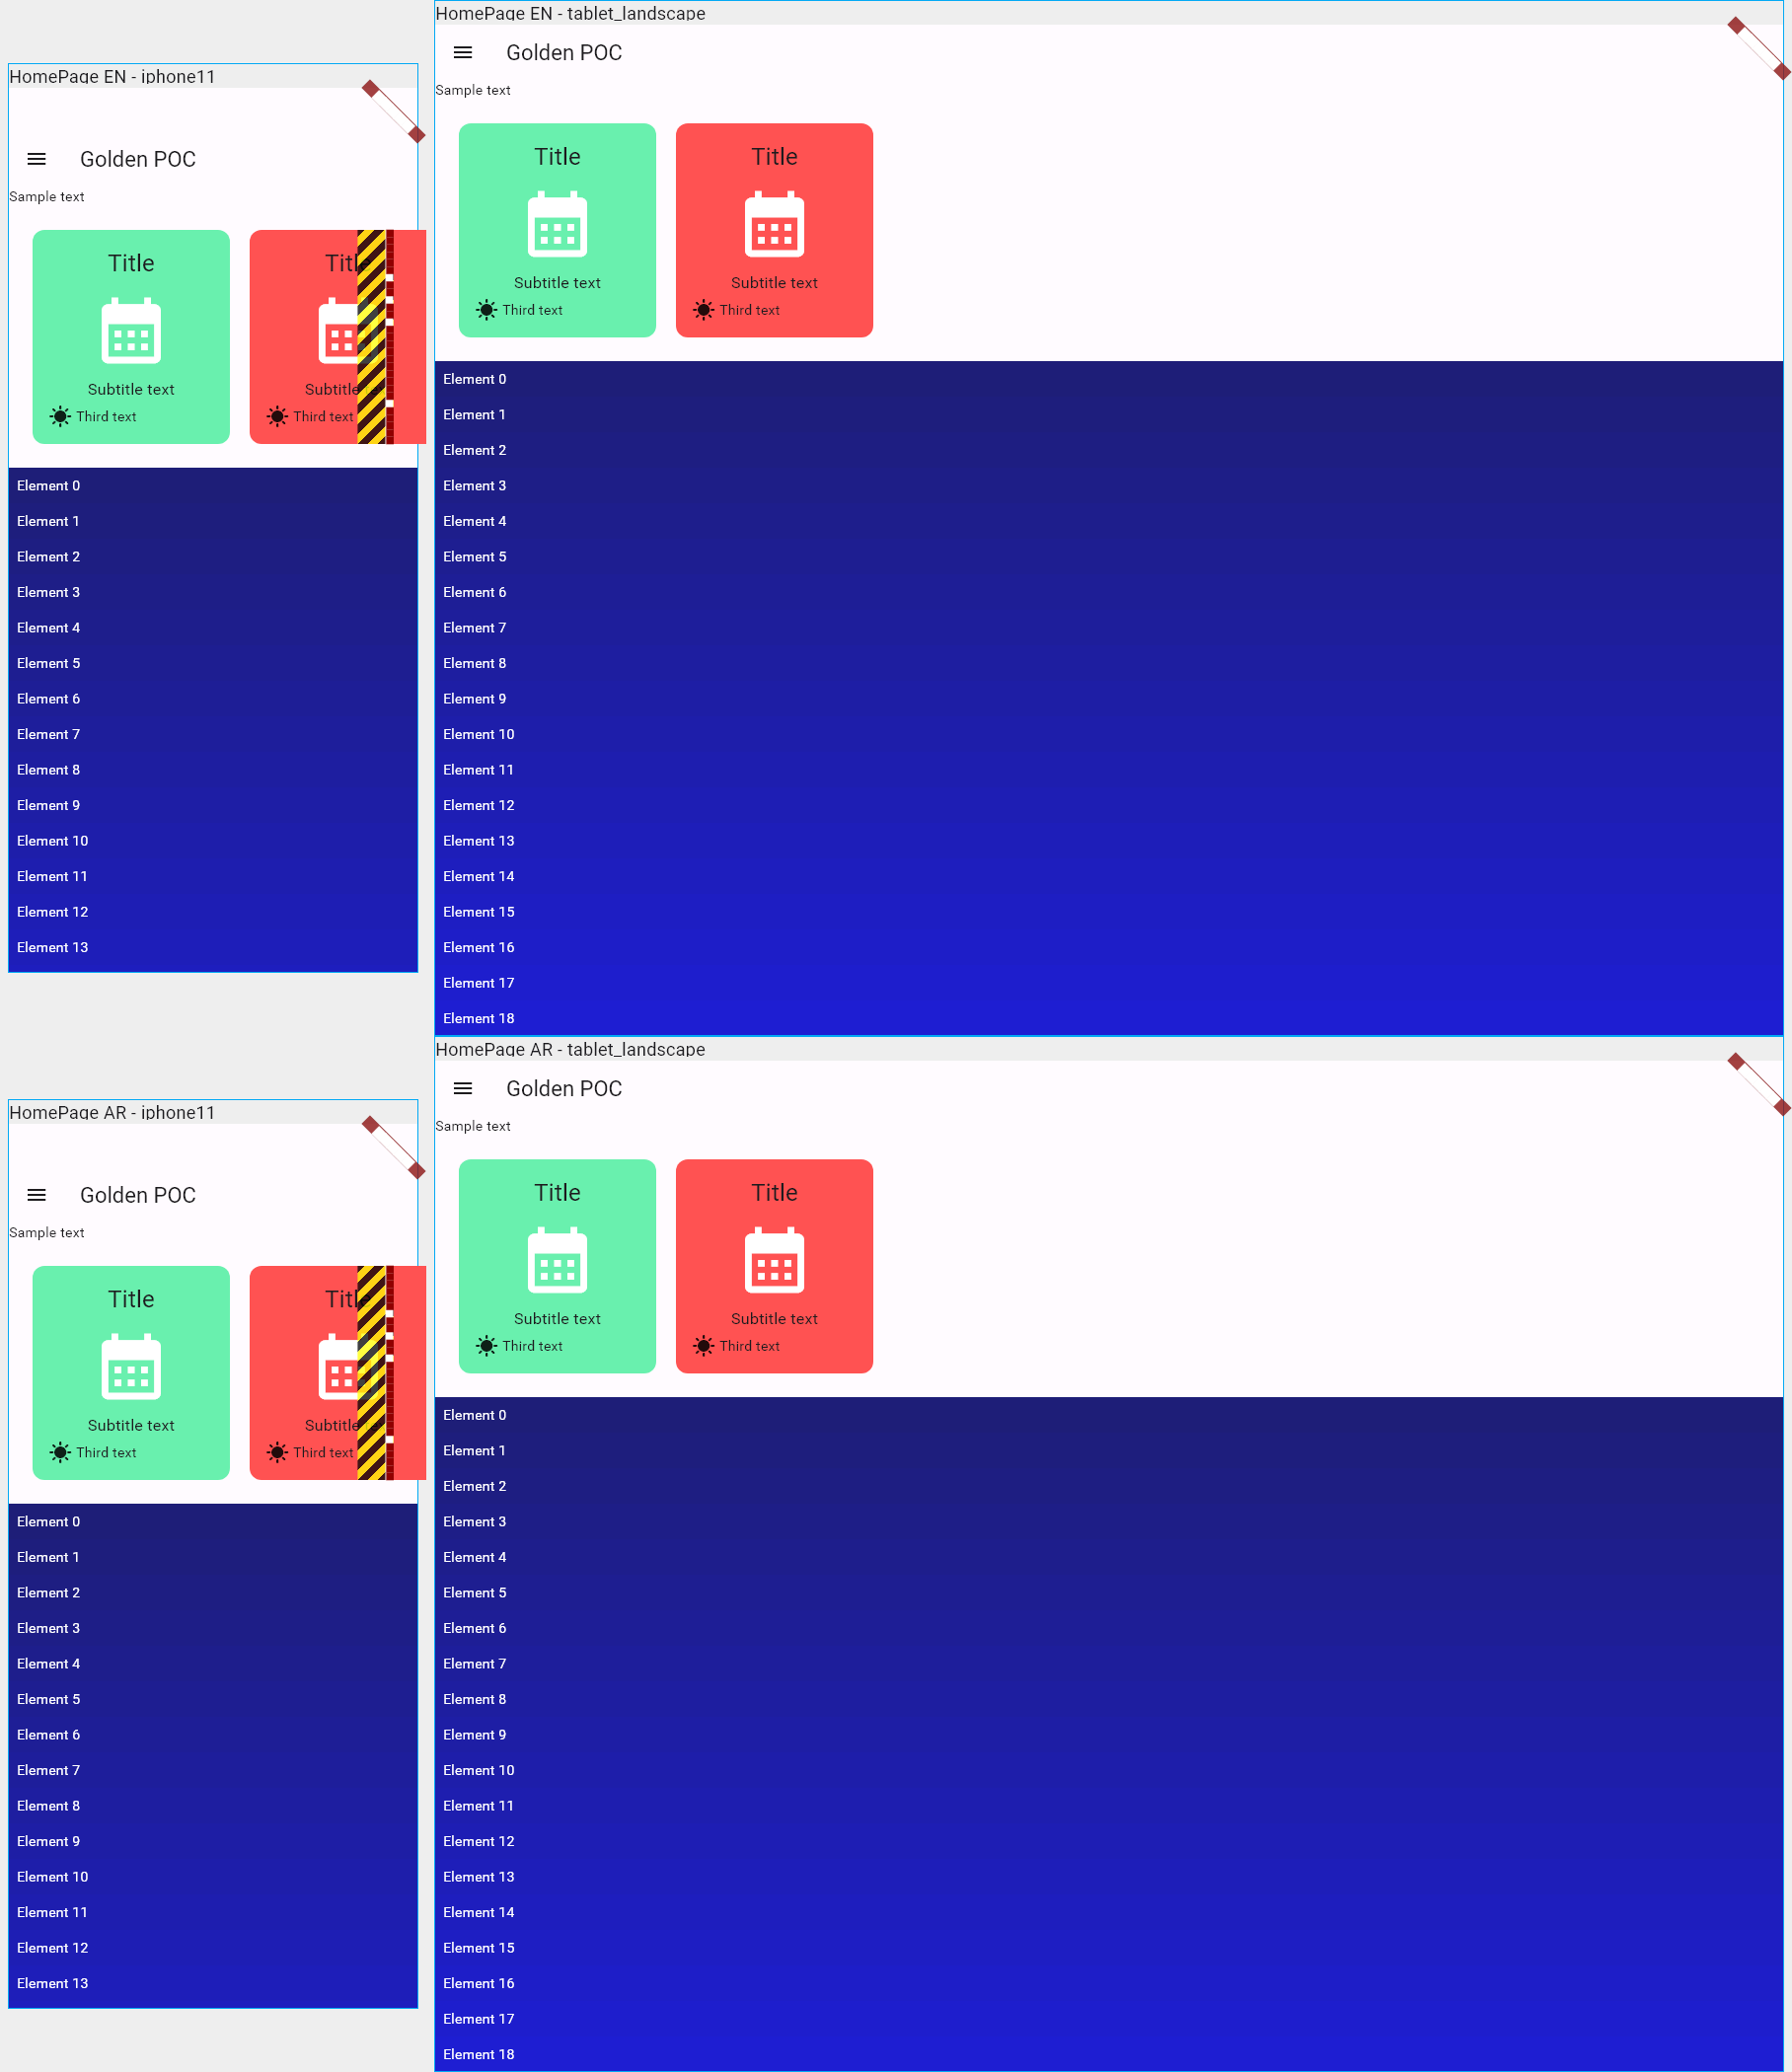 HomePage EN - iphone11
Golden POC
Sample text
Title
Subtitle text
Third text
Title
Subtitle
Third text
Element 0
Element 1
Element 2
Element 3
Element 4
Element 5
Element 6
Element 7
Element 8
Element 9
Element 10
Element 11
Element 12
Element 13
HomePage EN - tablet_landscape
Golden POC
Sample text
Title
Subtitle text
Third text
Title
Subtitle text
Third text
Element 0
Element 1
Element 2
Element 3
Element 4
Element 5
Element 6
Element 7
Element 8
Element 9
Element 10
Element 11
Element 12
Element 13
Element 14
Element 15
Element 16
Element 17
Element 18
HomePage AR - iphone11
Golden POC
Sample text
Title
Subtitle text
Third text
Title
Subtitle
Third text
Element 0
Element 1
Element 2
Element 3
Element 4
Element 5
Element 6
Element 7
Element 8
Element 9
Element 10
Element 11
Element 12
Element 13
HomePage AR - tablet_landscape
Golden POC
Sample text
Title
Subtitle text
Third text
Title
Subtitle text
Third text
Element 0
Element 1
Element 2
Element 3
Element 4
Element 5
Element 6
Element 7
Element 8
Element 9
Element 10
Element 11
Element 12
Element 13
Element 14
Element 15
Element 16
Element 17
Element 18